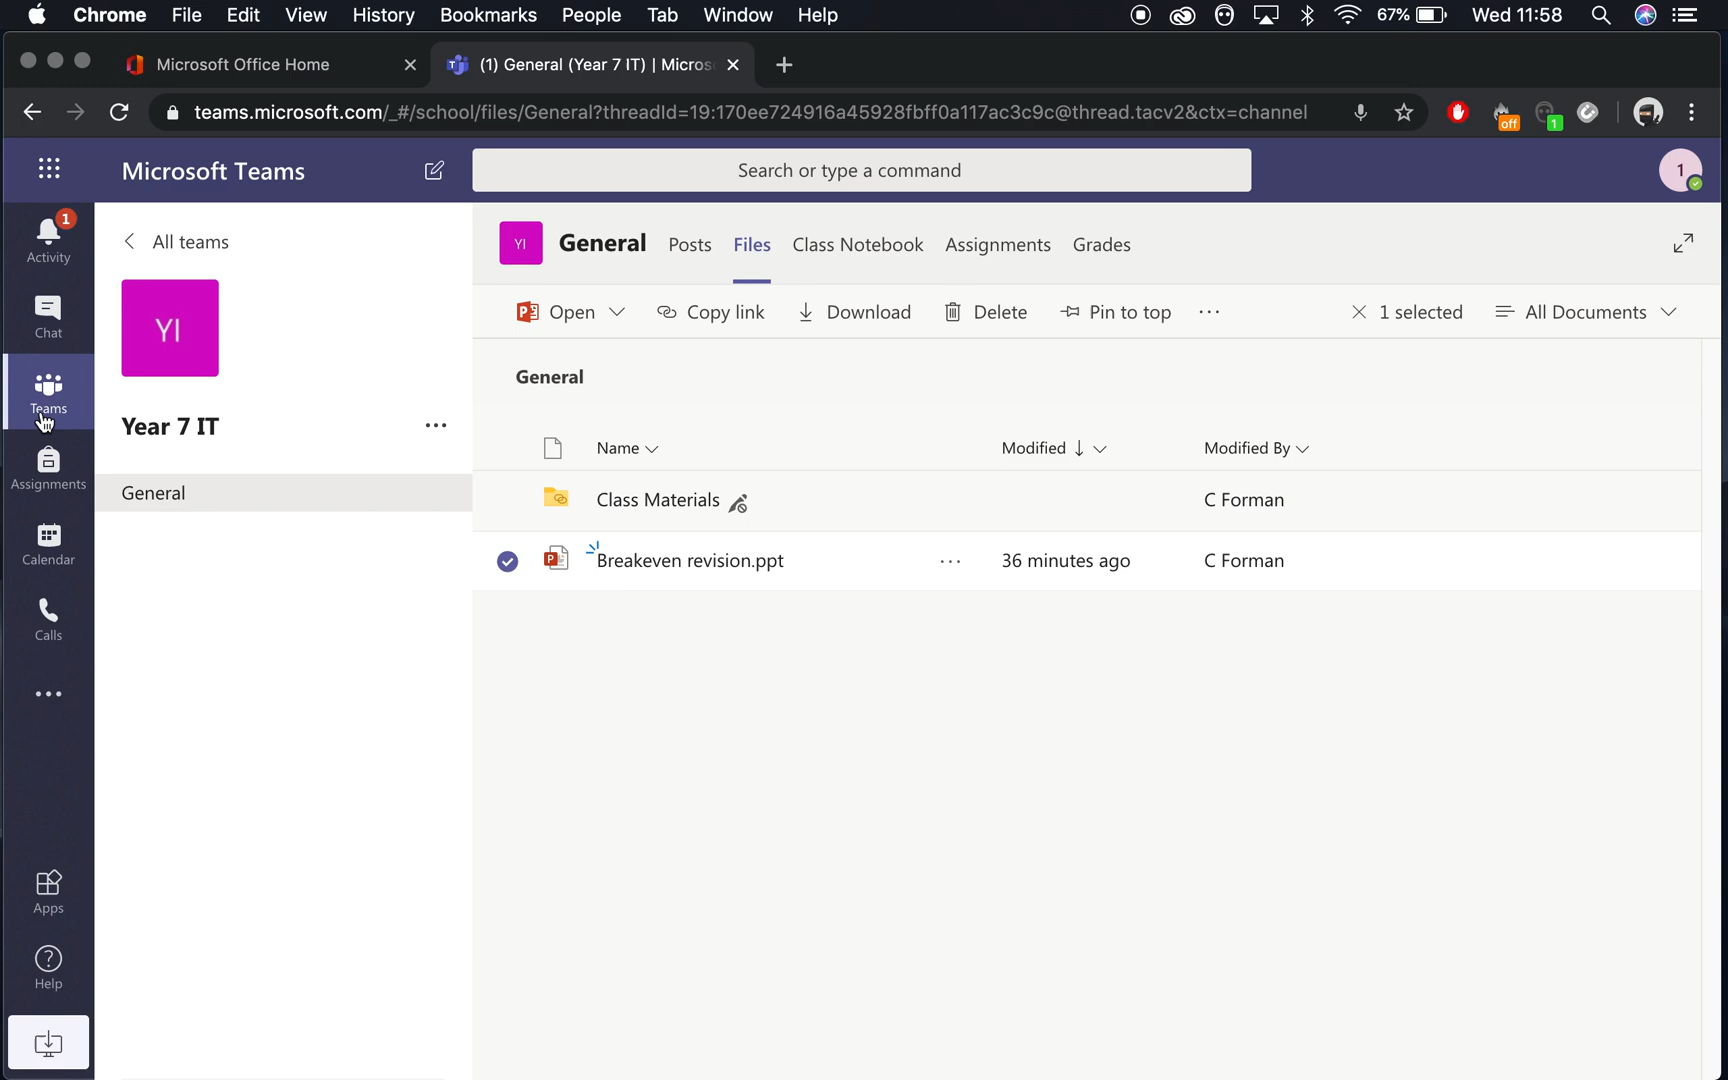 Chrome File Edit View History Bookmarks People Tab Window Help 67% Wed 11:58
Microsoft Office Home (1) General (Year 7 IT) | Micros
teams.microsoft.com/_#/school/files/General?threadId=19:170ee724916a45928fbff0a117ac3c9c@thread.tacv2&ctx=channel off 1
Microsoft Teams Search or type a command 1
1
Activity
Chat
Teams
Assignments
Calendar
Calls
Apps
Help
All teams
YI
Year 7 IT
General
YI General Posts Files Class Notebook Assignments Grades
Open Copy link Download Delete Pin to top 1 selected All Documents
General
Name Modified Modified By
Class Materials C Forman
Breakeven revision.ppt 36 minutes ago C Forman